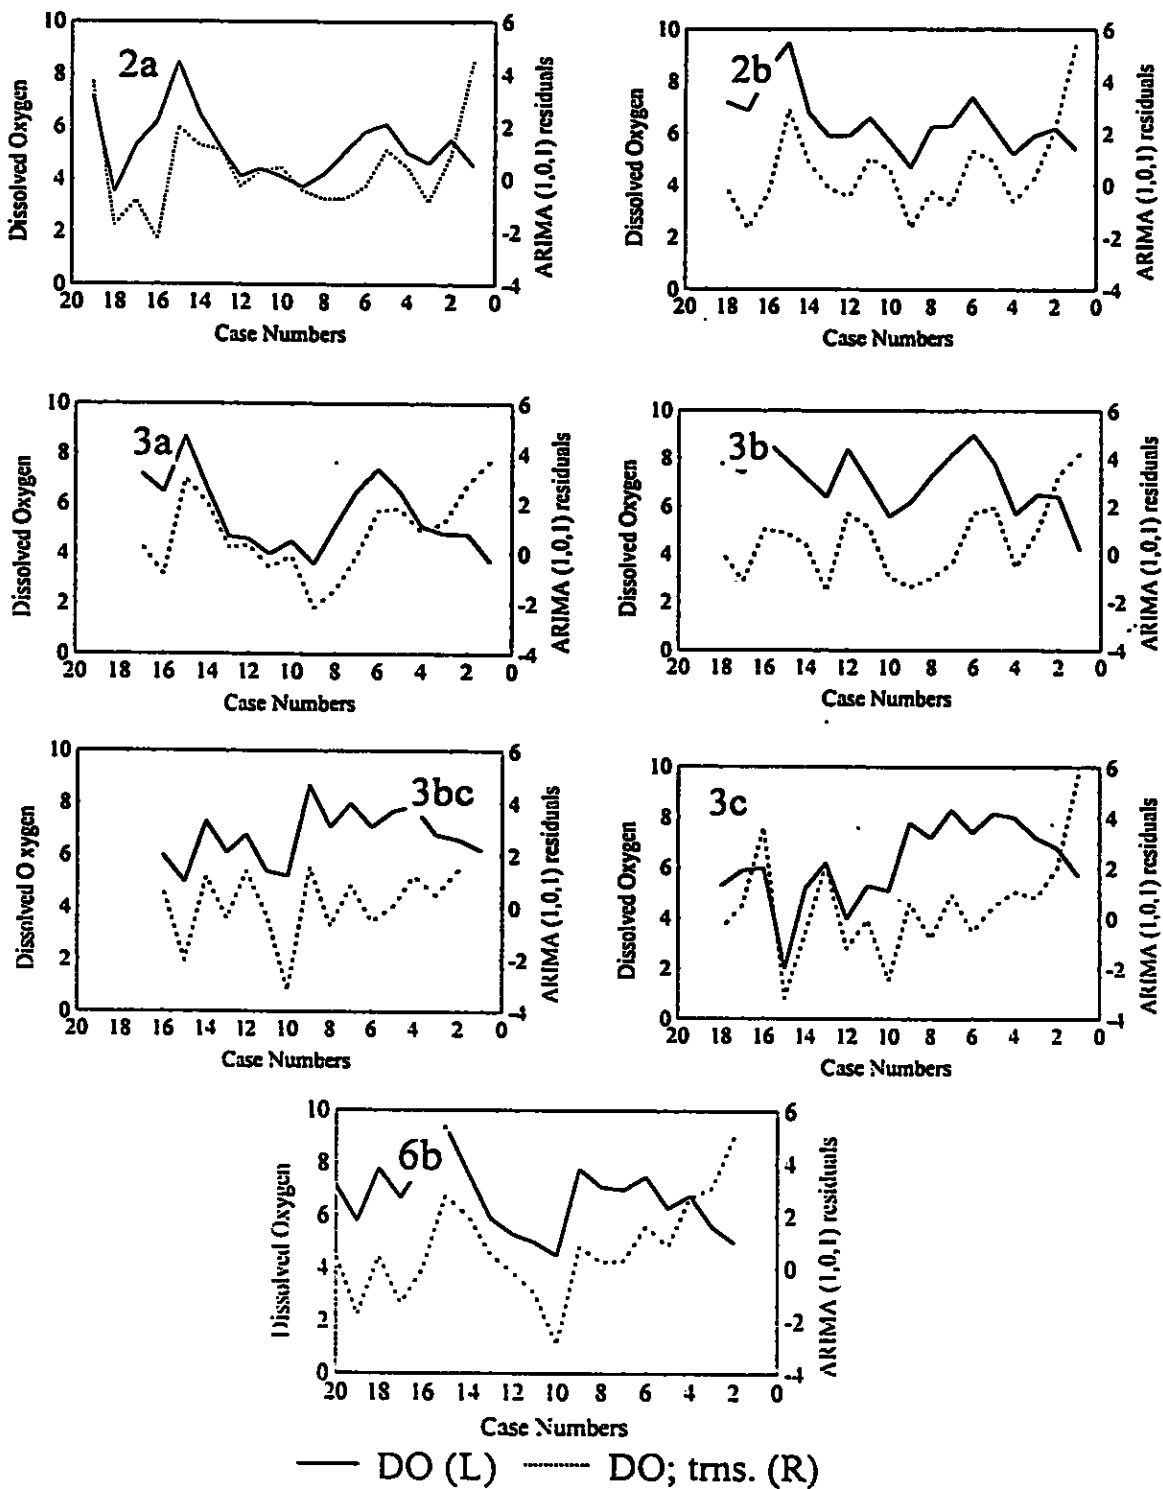 10 6 10 6
2a 2b
8 4 8 4
6 2 6 2
4 0 4 0
2 -2 2 -2
0 -4 0 -4
Dissolved Oxygen ARIMA (1,0,1) residuals Dissolved Oxygen ARIMA (1,0,1) residuals
20 18 16 14 12 10 8 6 4 2 0 20 18 16 14 12 10 8 6 4 2 0
Case Numbers Case Numbers
10 6 10 6
3a 3b
8 4 8 4
6 2 6 2
4 0 4 0
2 -2 2 -2
0 -4 0 -4
Dissolved Oxygen ARIMA (1,0,1) residuals Dissolved Oxygen ARIMA (1,0,1) residuals
20 18 16 14 12 10 8 6 4 2 0 20 18 16 14 12 10 8 6 4 2 0
Case Numbers Case Numbers
10 6 10 6
3bc 3c
8 4 8 4
6 2 6 2
4 0 4 0
2 -2 2 -2
0 -4 0 -4
Dissolved Oxygen ARIMA (1,0,1) residuals Dissolved Oxygen ARIMA (1,0,1) residuals
20 18 16 14 12 10 8 6 4 2 0 20 18 16 14 12 10 8 6 4 2 0
Case Numbers Case Numbers
10 6
6b
8 4
6 2
4 0
2 -2
0 -4
Dissolved Oxygen ARIMA (1,0,1) residuals
20 18 16 14 12 10 8 6 4 2 0
Case Numbers
DO (L) DO; trns. (R)